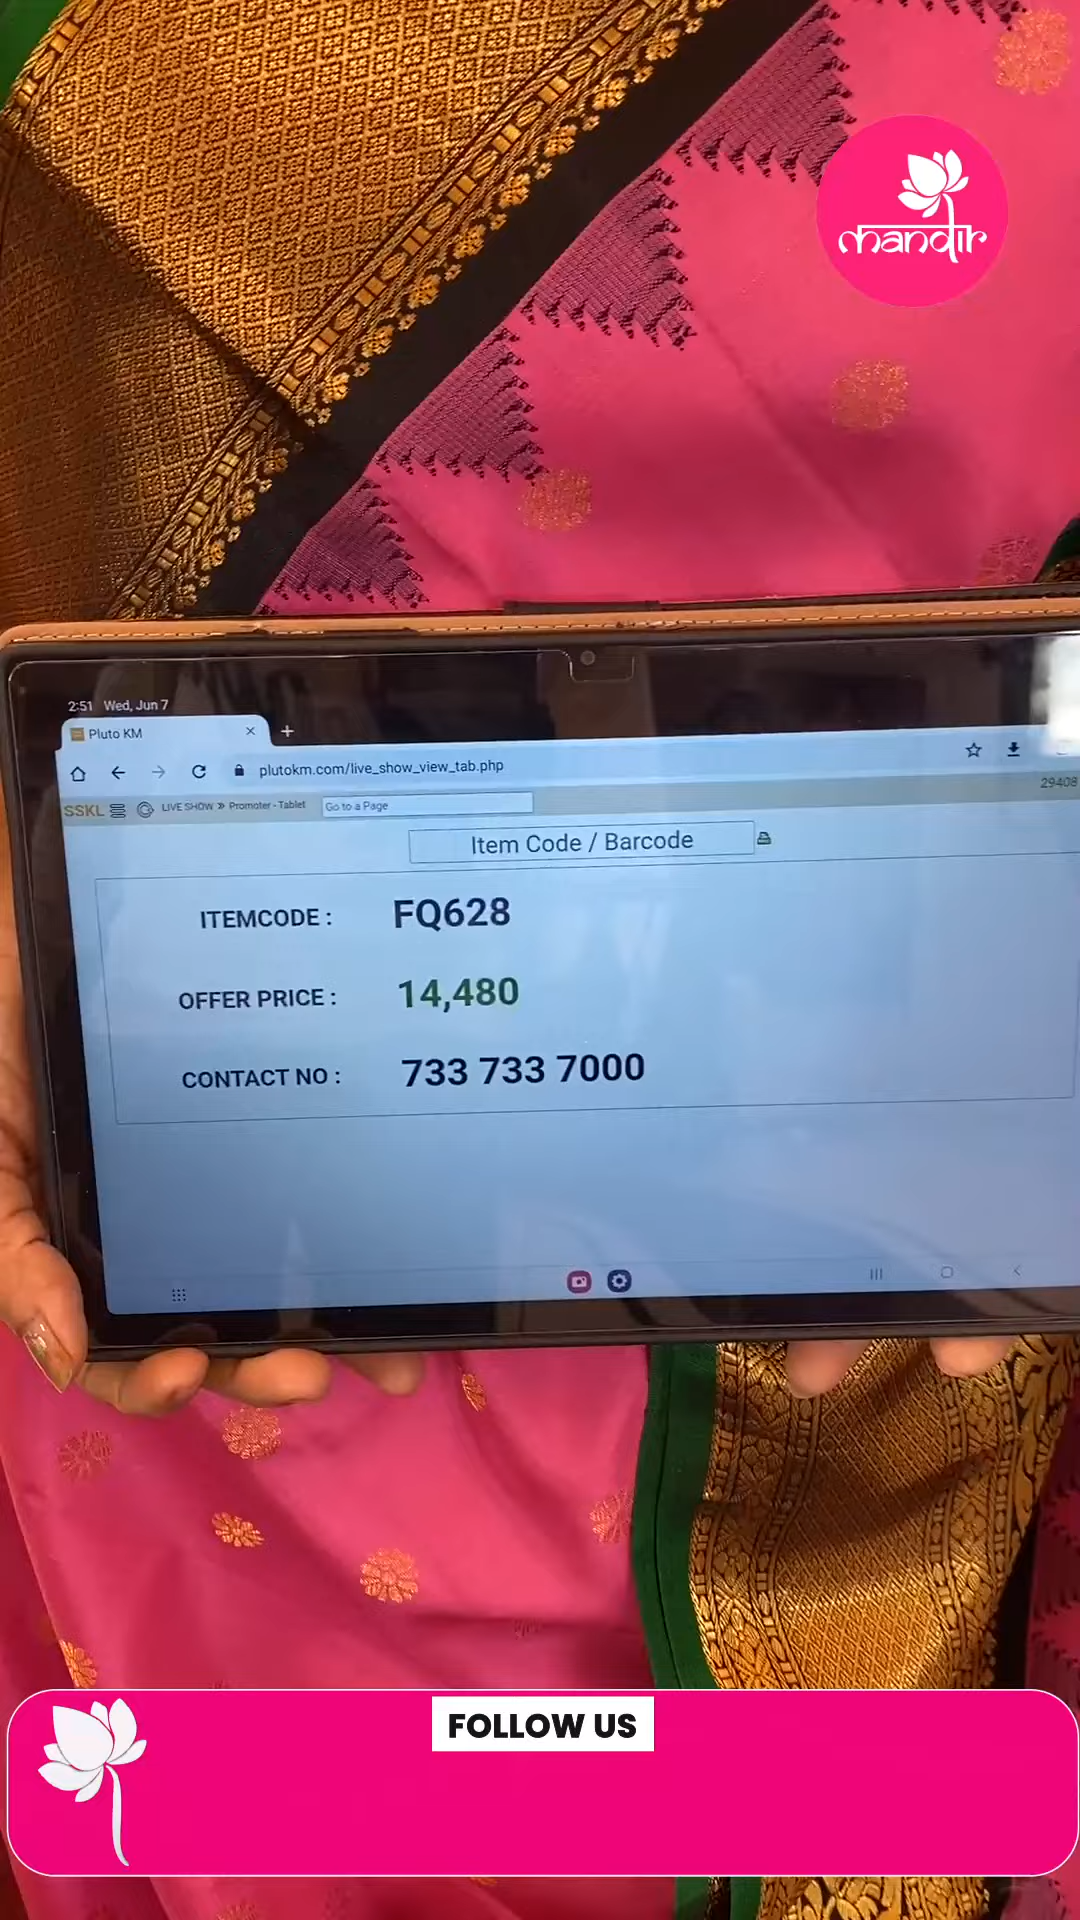 mandir
2:51 Wed, Jun 7
Pluto KM
plutokm.com/live_show_view_tab.php
29408
SSKL LIVE SHOW » Promoter - Tablet Go to a Page
Item Code / Barcode
ITEMCODE : FQ628
OFFER PRICE : 14,480
CONTACT NO : 733 733 7000
FOLLOW US